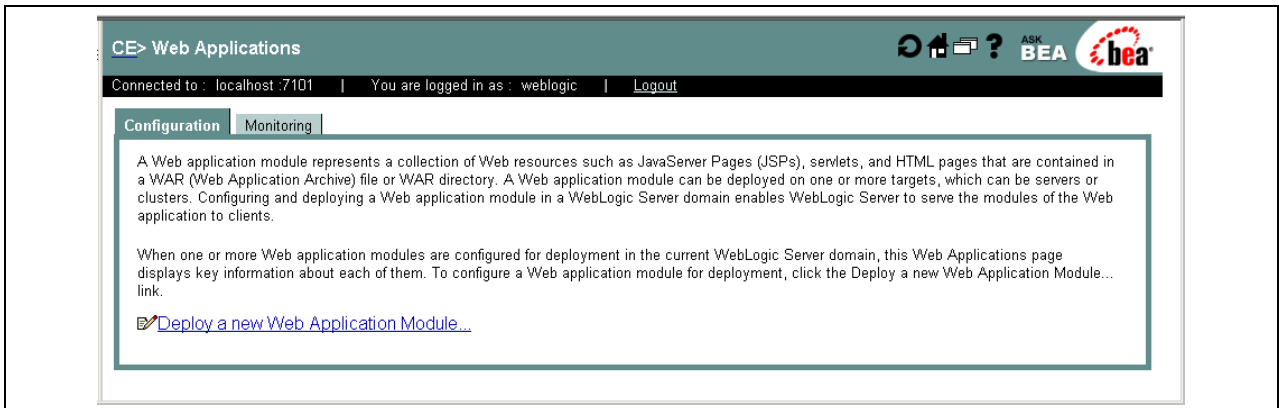 CE> Web Applications
? ASK BEA bea
Connected to : localhost :7101 | You are logged in as : weblogic | Logout
Configuration Monitoring
A Web application module represents a collection of Web resources such as JavaServer Pages (JSPs), servlets, and HTML pages that are contained in
a WAR (Web Application Archive) file or WAR directory. A Web application module can be deployed on one or more targets, which can be servers or
clusters. Configuring and deploying a Web application module in a WebLogic Server domain enables WebLogic Server to serve the modules of the Web
application to clients.
When one or more Web application modules are configured for deployment in the current WebLogic Server domain, this Web Applications page
displays key information about each of them. To configure a Web application module for deployment, click the Deploy a new Web Application Module...
link.
Deploy a new Web Application Module...